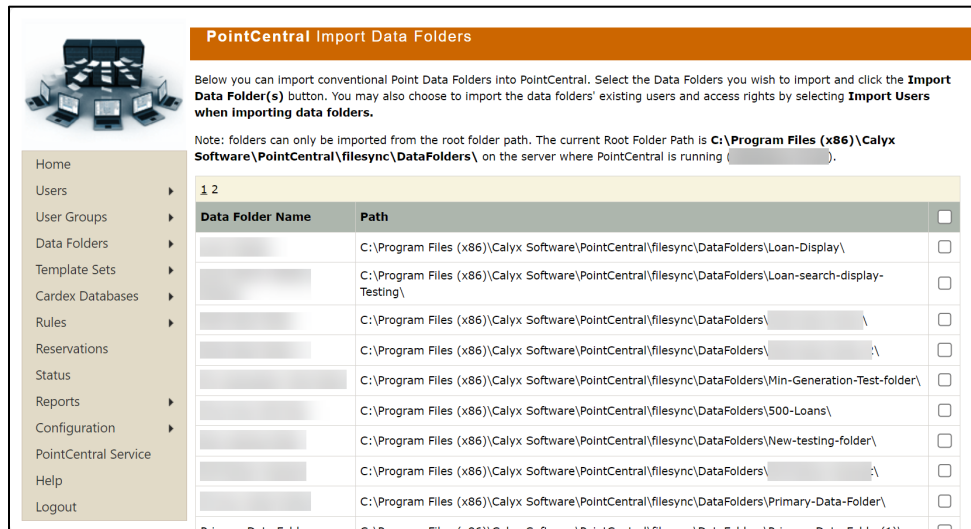 PointCentral Import Data Folders
Below you can import conventional Point Data Folders into PointCentral. Select the Data Folders you wish to import and click the Import
Data Folder(s) button. You may also choose to import the data folders' existing users and access rights by selecting Import Users
when importing data folders.
Note: folders can only be imported from the root folder path. The current Root Folder Path is C:\Program Files (x86)\Calyx
Software\PointCentral\filesync\DataFolders\ on the server where PointCentral is running ( ).
Home
Users
User Groups
Data Folders
Template Sets
Cardex Databases
Rules
Reservations
Status
Reports
Configuration
PointCentral Service
Help
Logout
1 2
Data Folder Name Path
C:\Program Files (x86)\Calyx Software\PointCentral\filesync\DataFolders\Loan-Display\
C:\Program Files (x86)\Calyx Software\PointCentral\filesync\DataFolders\Loan-search-display-
Testing\
C:\Program Files (x86)\Calyx Software\PointCentral\filesync\DataFolders\ \
C:\Program Files (x86)\Calyx Software\PointCentral\filesync\DataFolders\ \
C:\Program Files (x86)\Calyx Software\PointCentral\filesync\DataFolders\Min-Generation-Test-folder\
C:\Program Files (x86)\Calyx Software\PointCentral\filesync\DataFolders\500-Loans\
C:\Program Files (x86)\Calyx Software\PointCentral\filesync\DataFolders\New-testing-folder\
C:\Program Files (x86)\Calyx Software\PointCentral\filesync\DataFolders\ \
C:\Program Files (x86)\Calyx Software\PointCentral\filesync\DataFolders\Primary-Data-Folder\